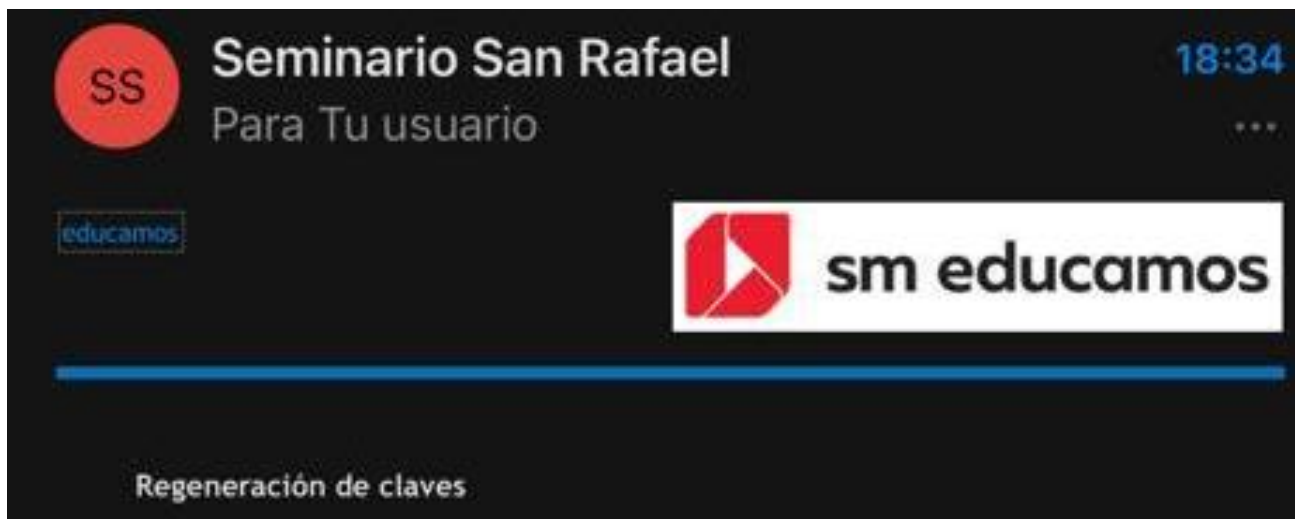 SS
Seminario San Rafael
18:34
Para Tu usuario
...
educamos
sm educamos
Regeneración de claves